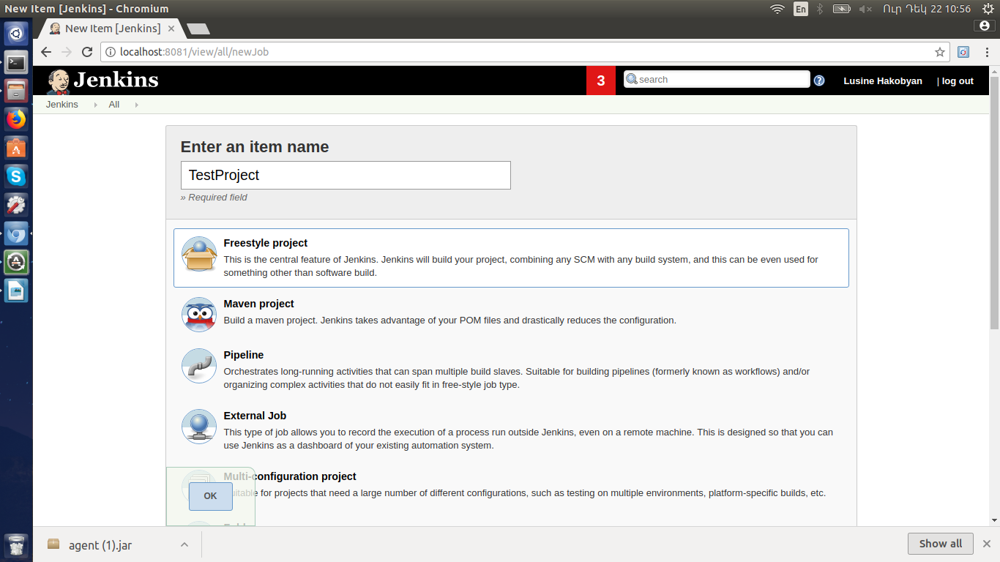 New Item [Jenkins] - Chromium
En
Ուր Դեկ 22 10:56
New Item [Jenkins]
localhost:8081/view/all/newJob
Jenkins
3
search
Lusine Hakobyan
| log out
Jenkins
All
Enter an item name
TestProject
» Required field
Freestyle project
This is the central feature of Jenkins. Jenkins will build your project, combining any SCM with any build system, and this can be even used for
something other than software build.
Maven project
Build a maven project. Jenkins takes advantage of your POM files and drastically reduces the configuration.
Pipeline
Orchestrates long-running activities that can span multiple build slaves. Suitable for building pipelines (formerly known as workflows) and/or
organizing complex activities that do not easily fit in free-style job type.
External Job
This type of job allows you to record the execution of a process run outside Jenkins, even on a remote machine. This is designed so that you can
use Jenkins as a dashboard of your existing automation system.
Multi-configuration project
Suitable for projects that need a large number of different configurations, such as testing on multiple environments, platform-specific builds, etc.
OK
agent (1).jar
Show all